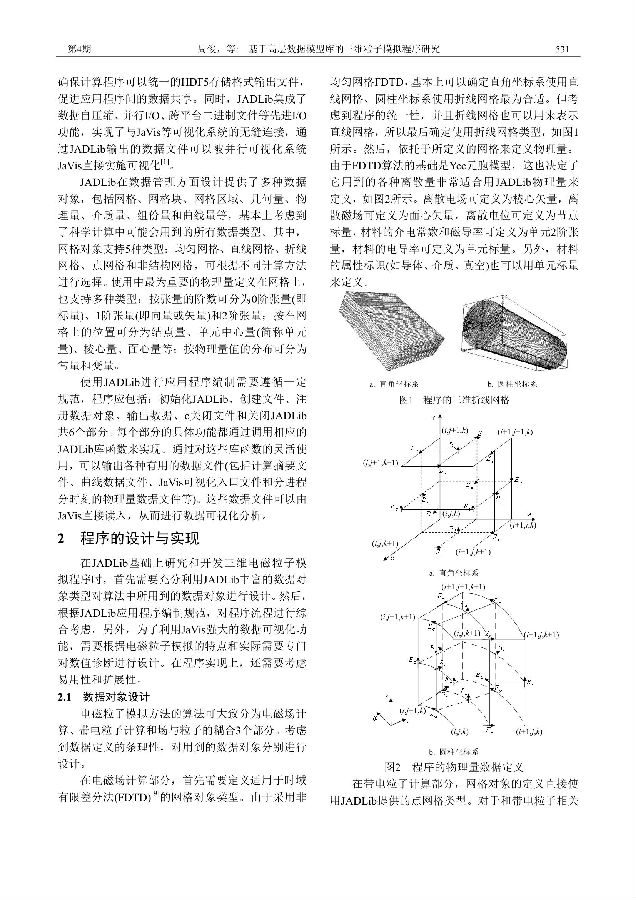 第4期
周俊，等：基于高层数据模型库的三维粒子模拟程序研究
531
确保计算程序可以统一的HDF5存储格式输出文件，
促进应用程序间的数据共享。同时，JADLib集成了
数据自压缩、并行I/O、跨平台二进制文件等先进I/O
功能，实现了与JaVis等可视化系统的无缝连接，通
过JADLib输出的数据文件可以被并行可视化系统
JaVis直接实施可视化[1]。
JADLib在数据管理方面设计提供了多种数据
对象，包括网格、网格块、网格区域、几何量、物
理量、介质量、组份量和曲线量等，基本上考虑到
了科学计算中可能会用到的所有数据类型。其中，
网格对象支持5种类型：均匀网格、直线网格、折线
网格、点网格和非结构网格，可根据不同计算方法
进行选择。使用中最为重要的物理量定义在网格上，
也支持多种类型：按张量的阶数可分为0阶张量(即
标量)、1阶张量(即向量或矢量)和2阶张量；按在网
格上的位置可分为结点量、单元中心量(简称单元
量)、棱心量、面心量等；按物理量值的分布可分为
常量和变量。
使用JADLib进行应用程序编制需要遵循一定
规范，程序应包括：初始化JADLib、创建文件、注
册数据对象、输出数据、c关闭文件和关闭JADLib
共6个部分。每个部分的具体功能都通过调用相应的
JADLib库函数来实现。通过对这些库函数的灵活使
用，可以输出各种有用的数据文件(包括计算摘要文
件、曲线数据文件、JaVis可视化入口文件和分进程
分时刻的物理量数据文件等)。这些数据文件可以由
JaVis直接读入，从而进行数据可视化分析。
2 程序的设计与实现
在JADLib基础上研究和开发三维电磁粒子模
拟程序时，首先需要充分利用JADLib丰富的数据对
象类型对算法中所用到的数据对象进行设计。然后，
根据JADLib应用程序编制规范，对程序流程进行综
合考虑。另外，为了利用JaVis强大的数据可视化功
能，需要根据电磁粒子模拟的特点和实际需要专门
对数值诊断进行设计。在程序实现上，还需要考虑
易用性和扩展性。
2.1 数据对象设计
电磁粒子模拟方法的算法可大致分为电磁场计
算、带电粒子计算和场与粒子的耦合3个部分。考虑
到数据定义的条理性，对用到的数据对象分别进行
设计。
在电磁场计算部分，首先需要定义适用于时域
有限差分法(FDTD) 的网格对象类型。由于采用非
均匀网格FDTD，基本上可以确定直角坐标系使用直
线网格、圆柱坐标系使用折线网格最为合适。但考
虑到程序的统一性，并且折线网格也可以用来表示
直线网格，所以最后确定使用折线网格类型，如图1
所示。然后，依托于所定义的网格来定义物理量。
由于FDTD算法的基础是Yee元胞模型，这也决定了
它用到的各种离散量非常适合用JADLib物理量来
定义，如图2所示。离散电场可定义为棱心矢量，离
散磁场可定义为面心矢量，离散电位可定义为节点
标量，材料的介电常数和磁导率可定义为单元2阶张
量，材料的电导率可定义为单元标量。另外，材料
的属性标识(如导体、介质、真空)也可以用单元标量
来定义。
a. 直角坐标系 b. 圆柱坐标系
图1 程序的三维折线网格
(i,j+1,k) (i+1,j+1,k)
(i,j+1,k+1)
(i,j,k) (i+1,j,k)
(i,j,k+1) (i+1,j,k+1)
a. 直角坐标系
(i+1,j+1,k+1)
(i,j+1,k+1)
(i,j,k+1) (i+1,j,k+1)
(i,j+1,k)
(i,j,k) (i+1,j,k)
b. 圆柱坐标系
图2 程序的物理量数据定义
在带电粒子计算部分，网格对象的定义直接使
用JADLib提供的点网格类型。对于和带电粒子相关